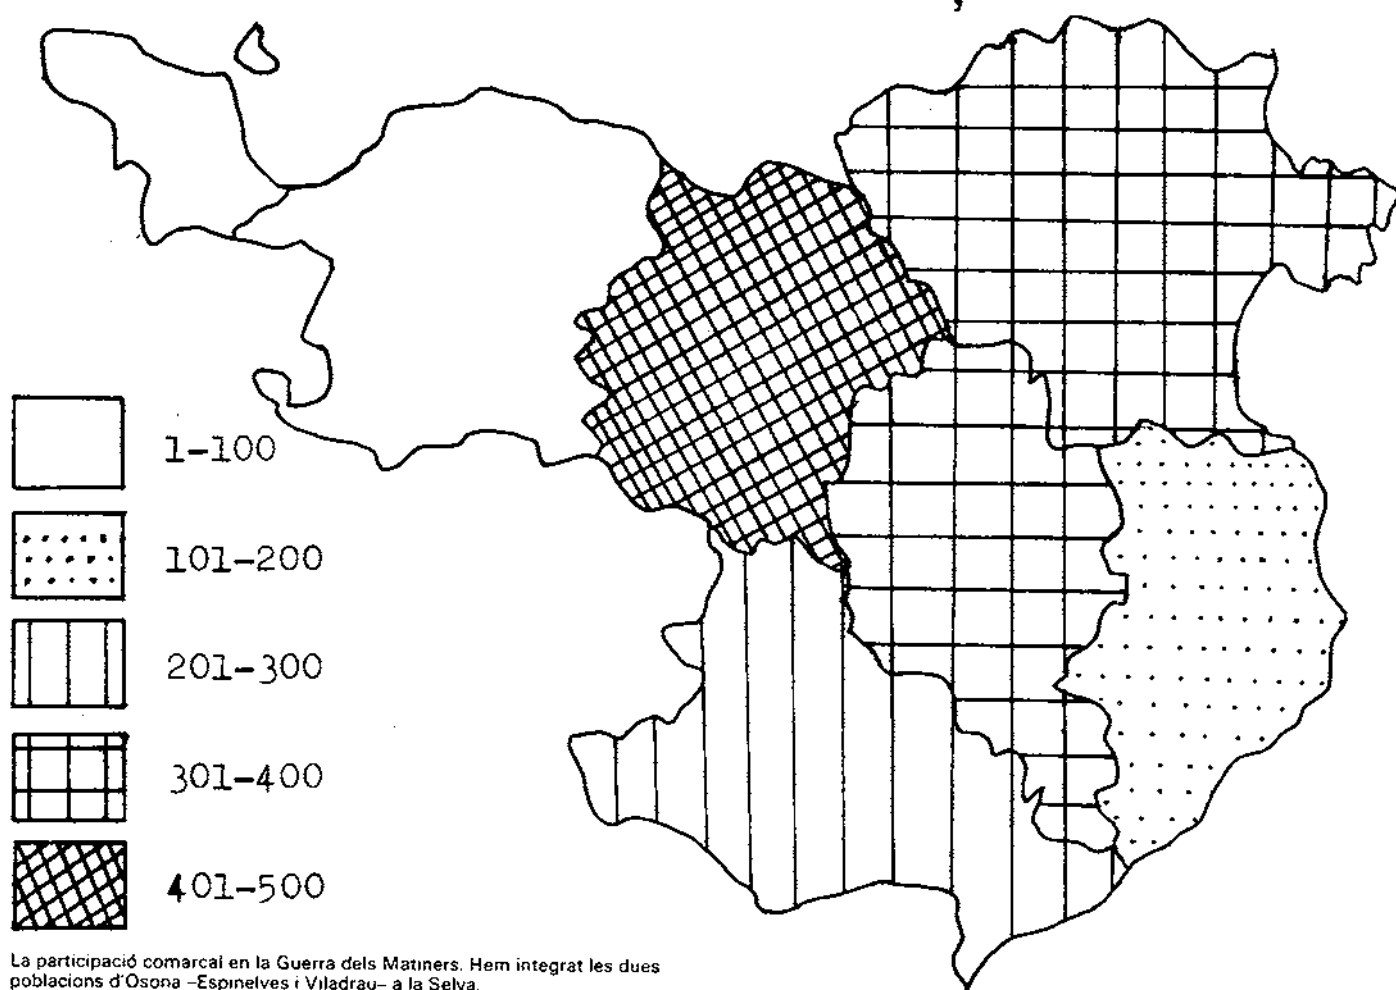 1-100
101-200
201-300
301-400
401-500
La participació comarcal en la Guerra dels Matiners. Hem integrat les dues
poblacions d'Osona –Espinelves i Viladrau– a la Selva.